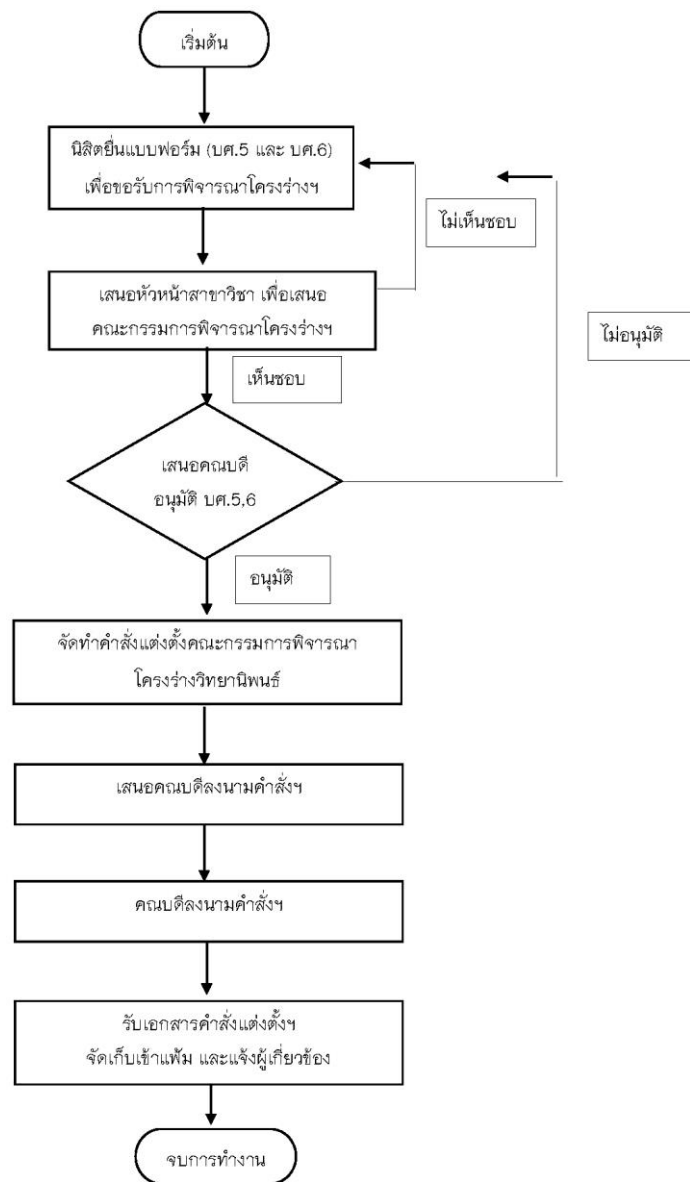 เริ่มต้น
นิสิตยื่นแบบฟอร์ม (บศ.5 และ บศ.6)
เพื่อขอรับการพิจารณาโครงร่างฯ
ไม่เห็นชอบ
เสนอหัวหน้าสาขาวิชา เพื่อเสนอ
คณะกรรมการพิจารณาโครงร่างฯ
ไม่อนุมัติ
เห็นชอบ
เสนอคณบดี
อนุมัติ บศ.5,6
อนุมัติ
จัดทำคำสั่งแต่งตั้งคณะกรรมการพิจารณา
โครงร่างวิทยานิพนธ์
เสนอคณบดีลงนามคำสั่งฯ
คณบดีลงนามคำสั่งฯ
รับเอกสารคำสั่งแต่งตั้งฯ
จัดเก็บเข้าแฟ้ม และแจ้งผู้เกี่ยวข้อง
จบการทำงาน